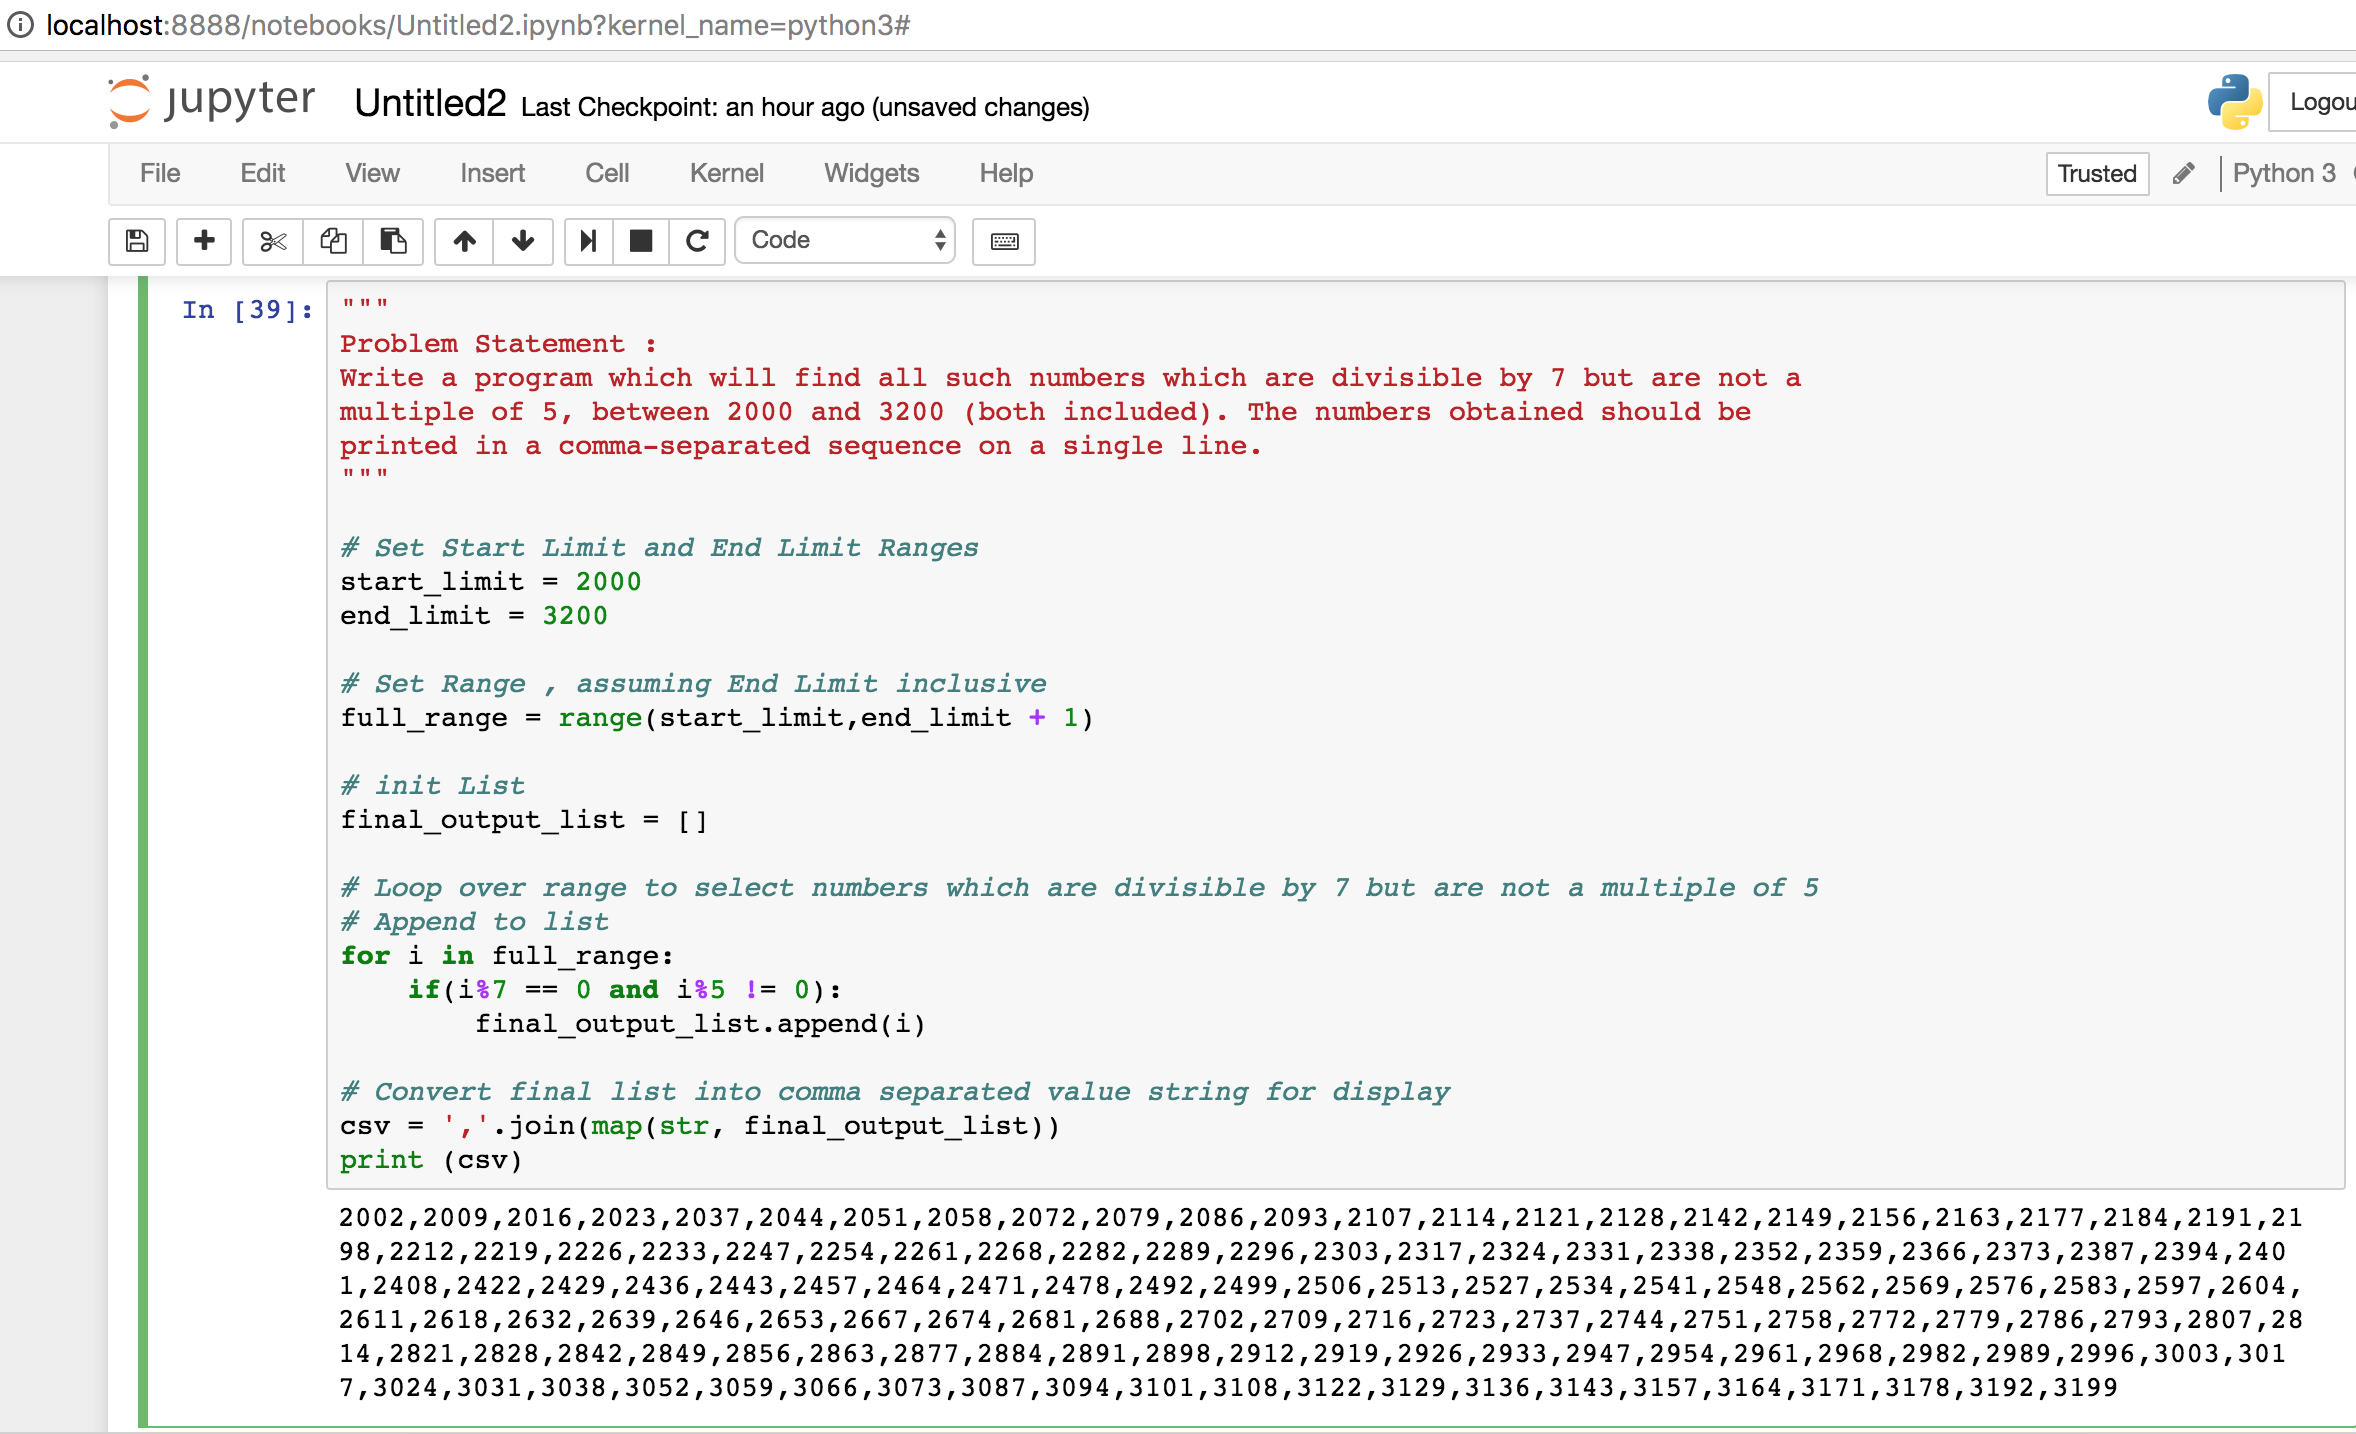 localhost:8888/notebooks/Untitled2.ipynb?kernel_name=python3#
jupyter Untitled2 Last Checkpoint: an hour ago (unsaved changes)
Logou
File Edit View Insert Cell Kernel Widgets Help Trusted Python 3
Code
In [39]: """
Problem Statement :
Write a program which will find all such numbers which are divisible by 7 but are not a
multiple of 5, between 2000 and 3200 (both included). The numbers obtained should be
printed in a comma-separated sequence on a single line.
"""
# Set Start Limit and End Limit Ranges
start_limit = 2000
end_limit = 3200
# Set Range , assuming End Limit inclusive
full_range = range(start_limit,end_limit + 1)
# init List
final_output_list = []
# Loop over range to select numbers which are divisible by 7 but are not a multiple of 5
# Append to list
for i in full_range:
    if(i%7 == 0 and i%5 != 0):
        final_output_list.append(i)
# Convert final list into comma separated value string for display
csv = ','.join(map(str, final_output_list))
print (csv)
2002,2009,2016,2023,2037,2044,2051,2058,2072,2079,2086,2093,2107,2114,2121,2128,2142,2149,2156,2163,2177,2184,2191,21
98,2212,2219,2226,2233,2247,2254,2261,2268,2282,2289,2296,2303,2317,2324,2331,2338,2352,2359,2366,2373,2387,2394,240
1,2408,2422,2429,2436,2443,2457,2464,2471,2478,2492,2499,2506,2513,2527,2534,2541,2548,2562,2569,2576,2583,2597,2604,
2611,2618,2632,2639,2646,2653,2667,2674,2681,2688,2702,2709,2716,2723,2737,2744,2751,2758,2772,2779,2786,2793,2807,28
14,2821,2828,2842,2849,2856,2863,2877,2884,2891,2898,2912,2919,2926,2933,2947,2954,2961,2968,2982,2989,2996,3003,301
7,3024,3031,3038,3052,3059,3066,3073,3087,3094,3101,3108,3122,3129,3136,3143,3157,3164,3171,3178,3192,3199